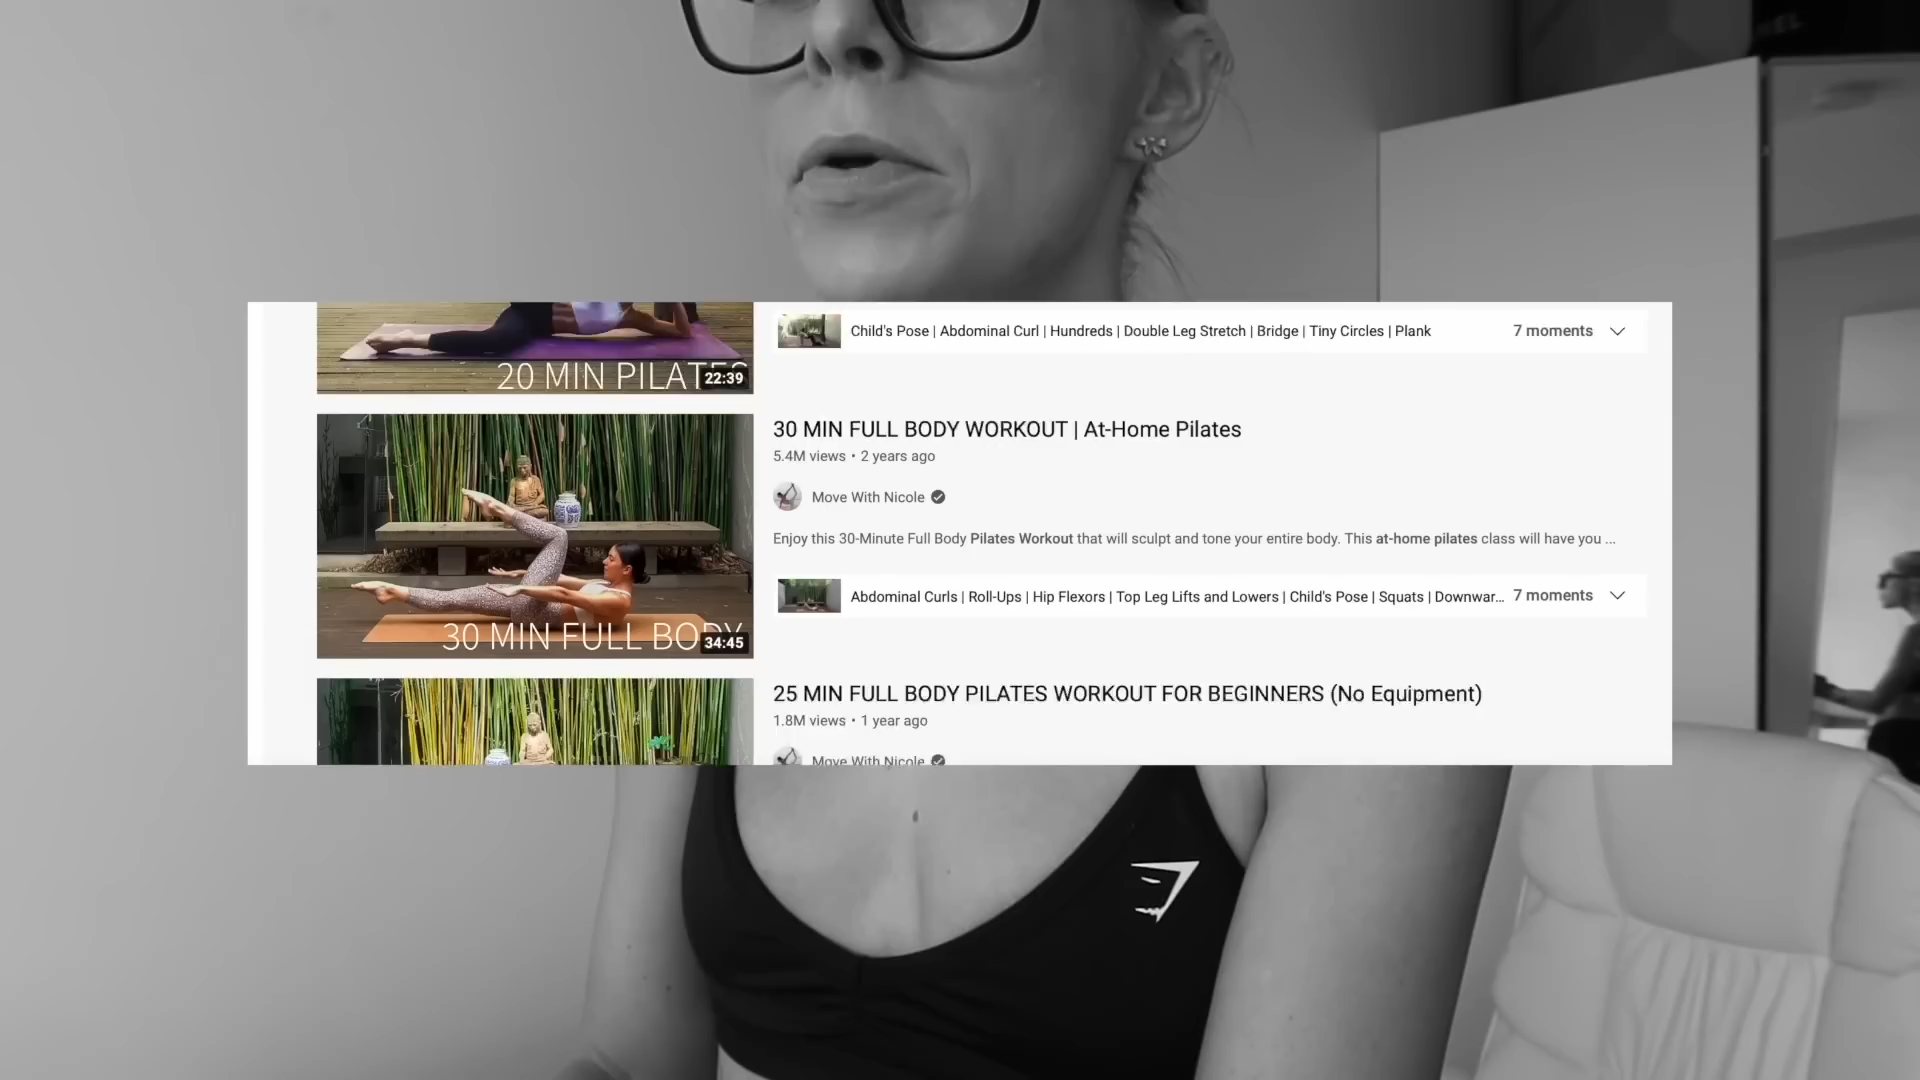 Child's Pose | Abdominal Curl | Hundreds | Double Leg Stretch | Bridge | Tiny Circles | Plank
7 moments
20 MIN PILATES
22:39
30 MIN FULL BODY WORKOUT | At-Home Pilates
5.4M views • 2 years ago
Move With Nicole
Enjoy this 30-Minute Full Body Pilates Workout that will sculpt and tone your entire body. This at-home pilates class will have you ...
Abdominal Curls | Roll-Ups | Hip Flexors | Top Leg Lifts and Lowers | Child's Pose | Squats | Downwar...
7 moments
30 MIN FULL BODY
34:45
25 MIN FULL BODY PILATES WORKOUT FOR BEGINNERS (No Equipment)
1.8M views • 1 year ago
Move With Nicole